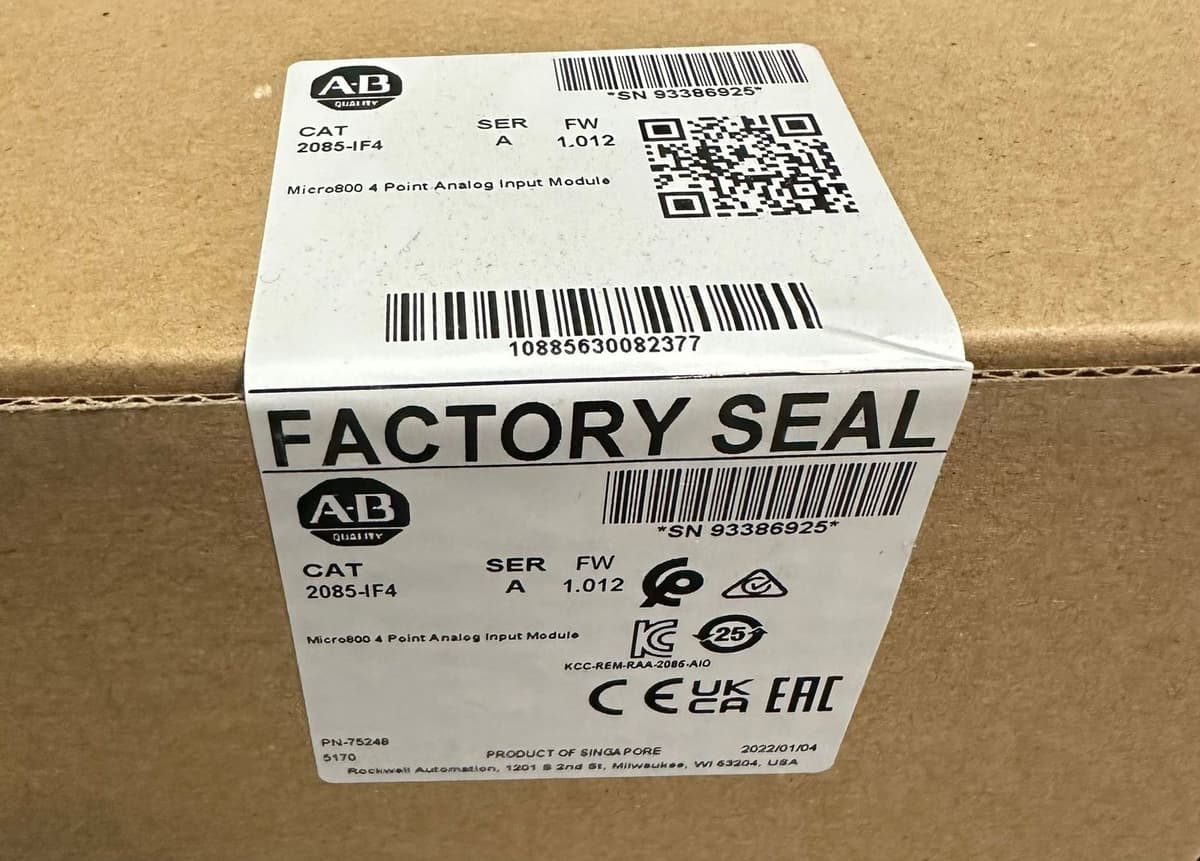 A-B
QUALITY
*SN 93386925*
CAT SER FW
2085-IF4 A 1.012
Micro800 4 Point Analog Input Module
10885630082377
FACTORY SEAL
A-B
QUALITY
*SN 93386925*
CAT SER FW
2085-IF4 A 1.012
Micro800 4 Point Analog Input Module
KC 25
KCC-REM-RAA-2085-AIO
CE UK CA EAC
PN-75248
5170 PRODUCT OF SINGAPORE 2022/01/04
Rockwell Automation, 1201 S 2nd St, Milwaukee, WI 53204, USA